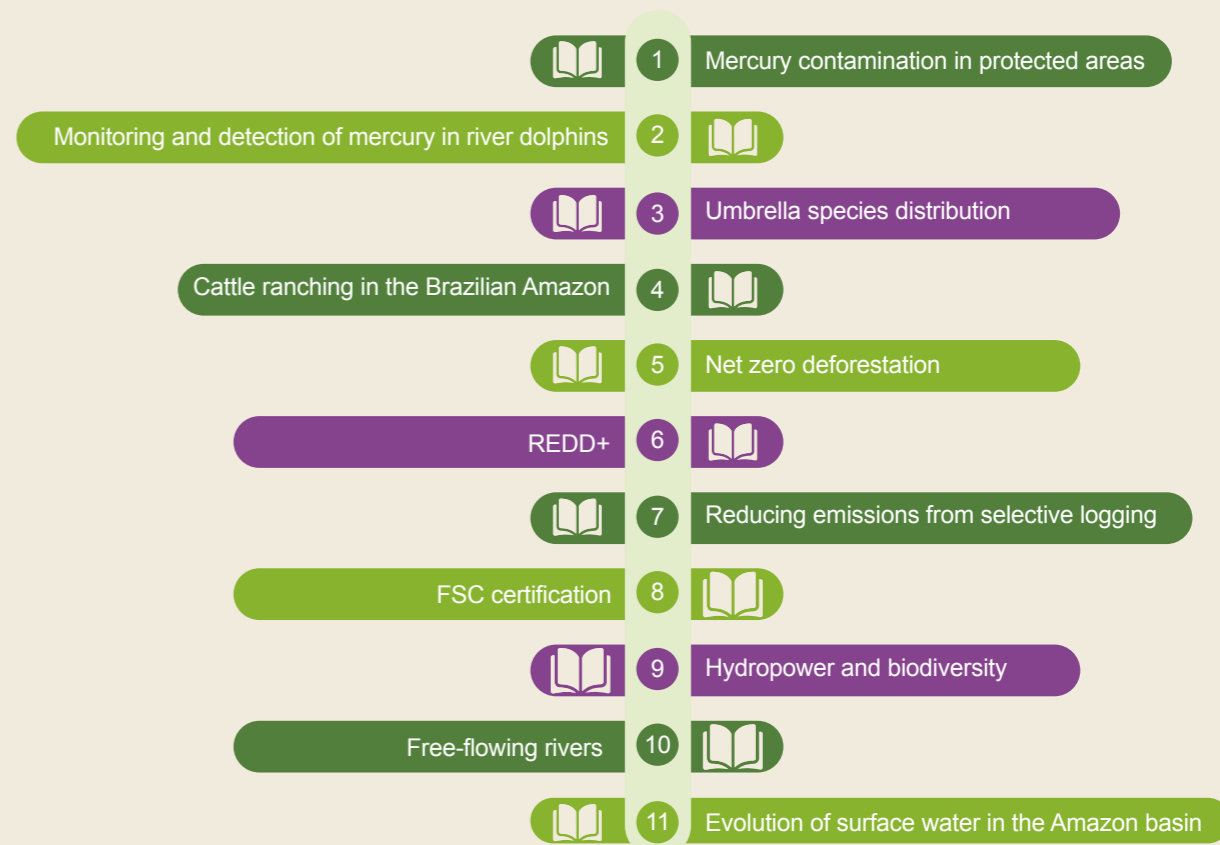 1 Mercury contamination in protected areas
Monitoring and detection of mercury in river dolphins 2
3 Umbrella species distribution
Cattle ranching in the Brazilian Amazon 4
5 Net zero deforestation
REDD+ 6
7 Reducing emissions from selective logging
FSC certification 8
9 Hydropower and biodiversity
Free-flowing rivers 10
11 Evolution of surface water in the Amazon basin